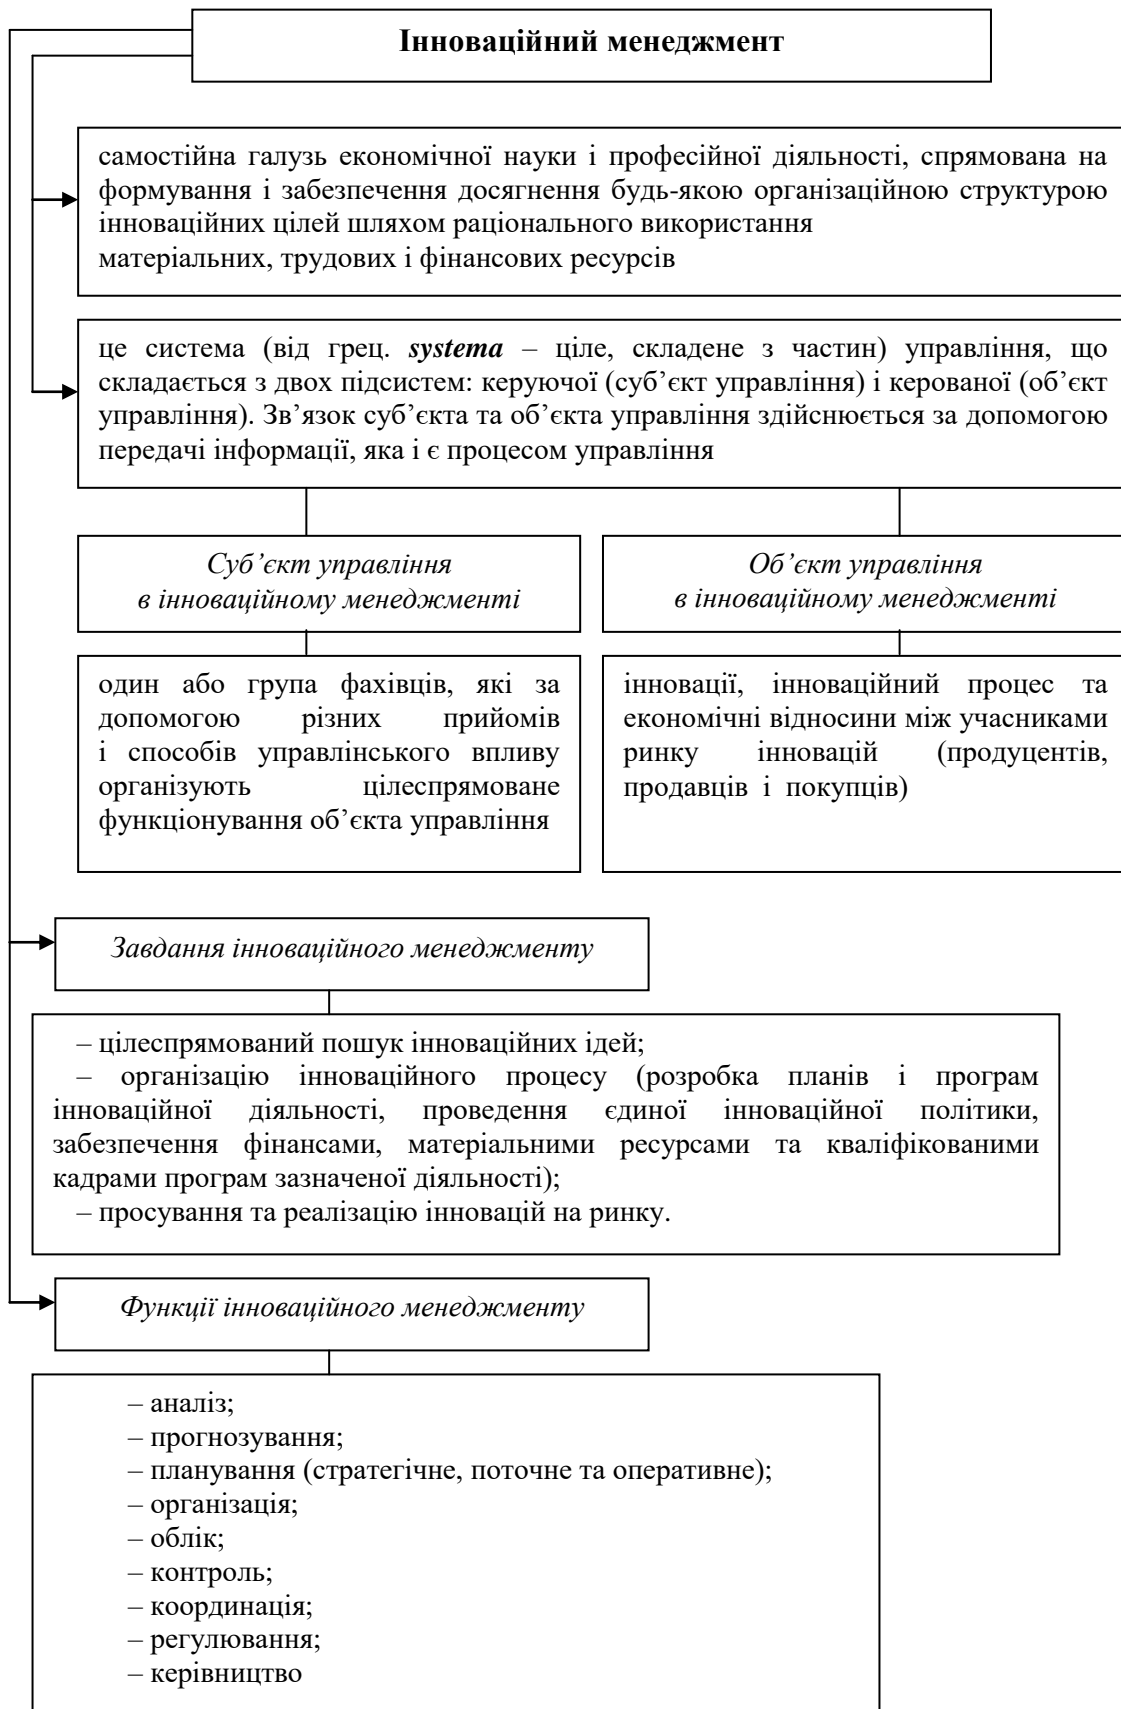 Інноваційний менеджмент
самостійна галузь економічної науки і професійної діяльності, спрямована на
формування і забезпечення досягнення будь-якою організаційною структурою
інноваційних цілей шляхом раціонального використання
матеріальних, трудових і фінансових ресурсів
це система (від грец. systema – ціле, складене з частин) управління, що
складається з двох підсистем: керуючої (суб’єкт управління) і керованої (об’єкт
управління). Зв’язок суб’єкта та об’єкта управління здійснюється за допомогою
передачі інформації, яка і є процесом управління
Суб’єкт управління
в інноваційному менеджменті
Об’єкт управління
в інноваційному менеджменті
один або група фахівців, які за
допомогою різних прийомів
і способів управлінського впливу
організують цілеспрямоване
функціонування об’єкта управління
інновації, інноваційний процес та
економічні відносини між учасниками
ринку інновацій (продуцентів,
продавців і покупців)
Завдання інноваційного менеджменту
– цілеспрямований пошук інноваційних ідей;
– організацію інноваційного процесу (розробка планів і програм
інноваційної діяльності, проведення єдиної інноваційної політики,
забезпечення фінансами, матеріальними ресурсами та кваліфікованими
кадрами програм зазначеної діяльності);
– просування та реалізацію інновацій на ринку.
Функції інноваційного менеджменту
– аналіз;
– прогнозування;
– планування (стратегічне, поточне та оперативне);
– організація;
– облік;
– контроль;
– координація;
– регулювання;
– керівництво